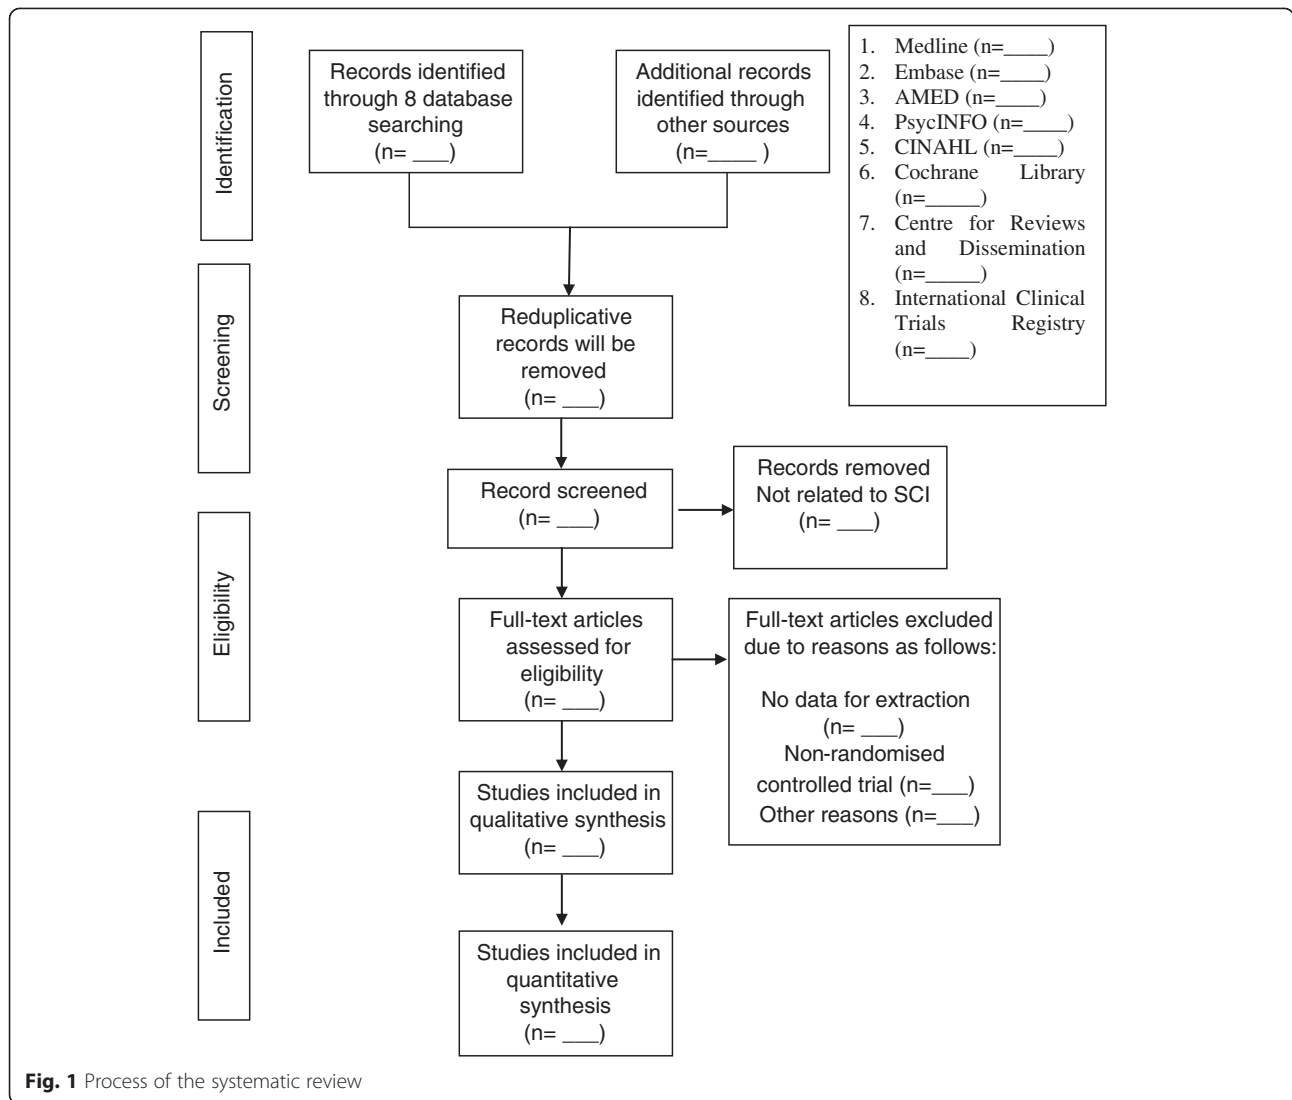 Identification
Records identified
through 8 database
searching
(n= ___)
Additional records
identified through
other sources
(n=____ )
1. Medline (n=____)
2. Embase (n=____)
3. AMED (n=____)
4. PsycINFO (n=____)
5. CINAHL (n=____)
6. Cochrane Library
(n=_____)
7. Centre for Reviews
and Dissemination
(n=_____)
8. International Clinical
Trials Registry
(n=____)
Screening
Reduplicative
records will be
removed
(n= ___)
Record screened
(n= ___)
Records removed
Not related to SCI
(n= ___)
Eligibility
Full-text articles
assessed for
eligibility
(n= ___)
Full-text articles excluded
due to reasons as follows:
No data for extraction
(n= ___)
Non-randomised
controlled trial (n=___)
Other reasons (n=___)
Included
Studies included in
qualitative synthesis
(n= ___)
Studies included in
quantitative
synthesis
(n= ___)
Fig. 1 Process of the systematic review